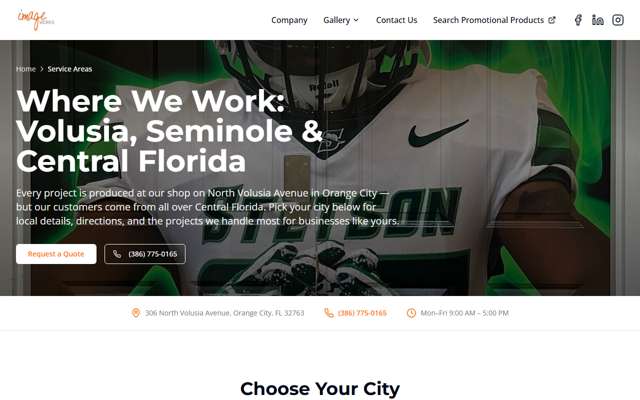 image
WORKS
Company
Gallery
Contact Us
Search Promotional Products
Home > Service Areas
Where We Work:
Volusia, Seminole &
Central Florida
Every project is produced at our shop on North Volusia Avenue in Orange City —
but our customers come from all over Central Florida. Pick your city below for
local details, directions, and the projects we handle most for businesses like yours.
Request a Quote
(386) 775-0165
Riddell
S
STETSON
306 North Volusia Avenue, Orange City, FL 32763
(386) 775-0165
Mon–Fri 9:00 AM – 5:00 PM
Choose Your City